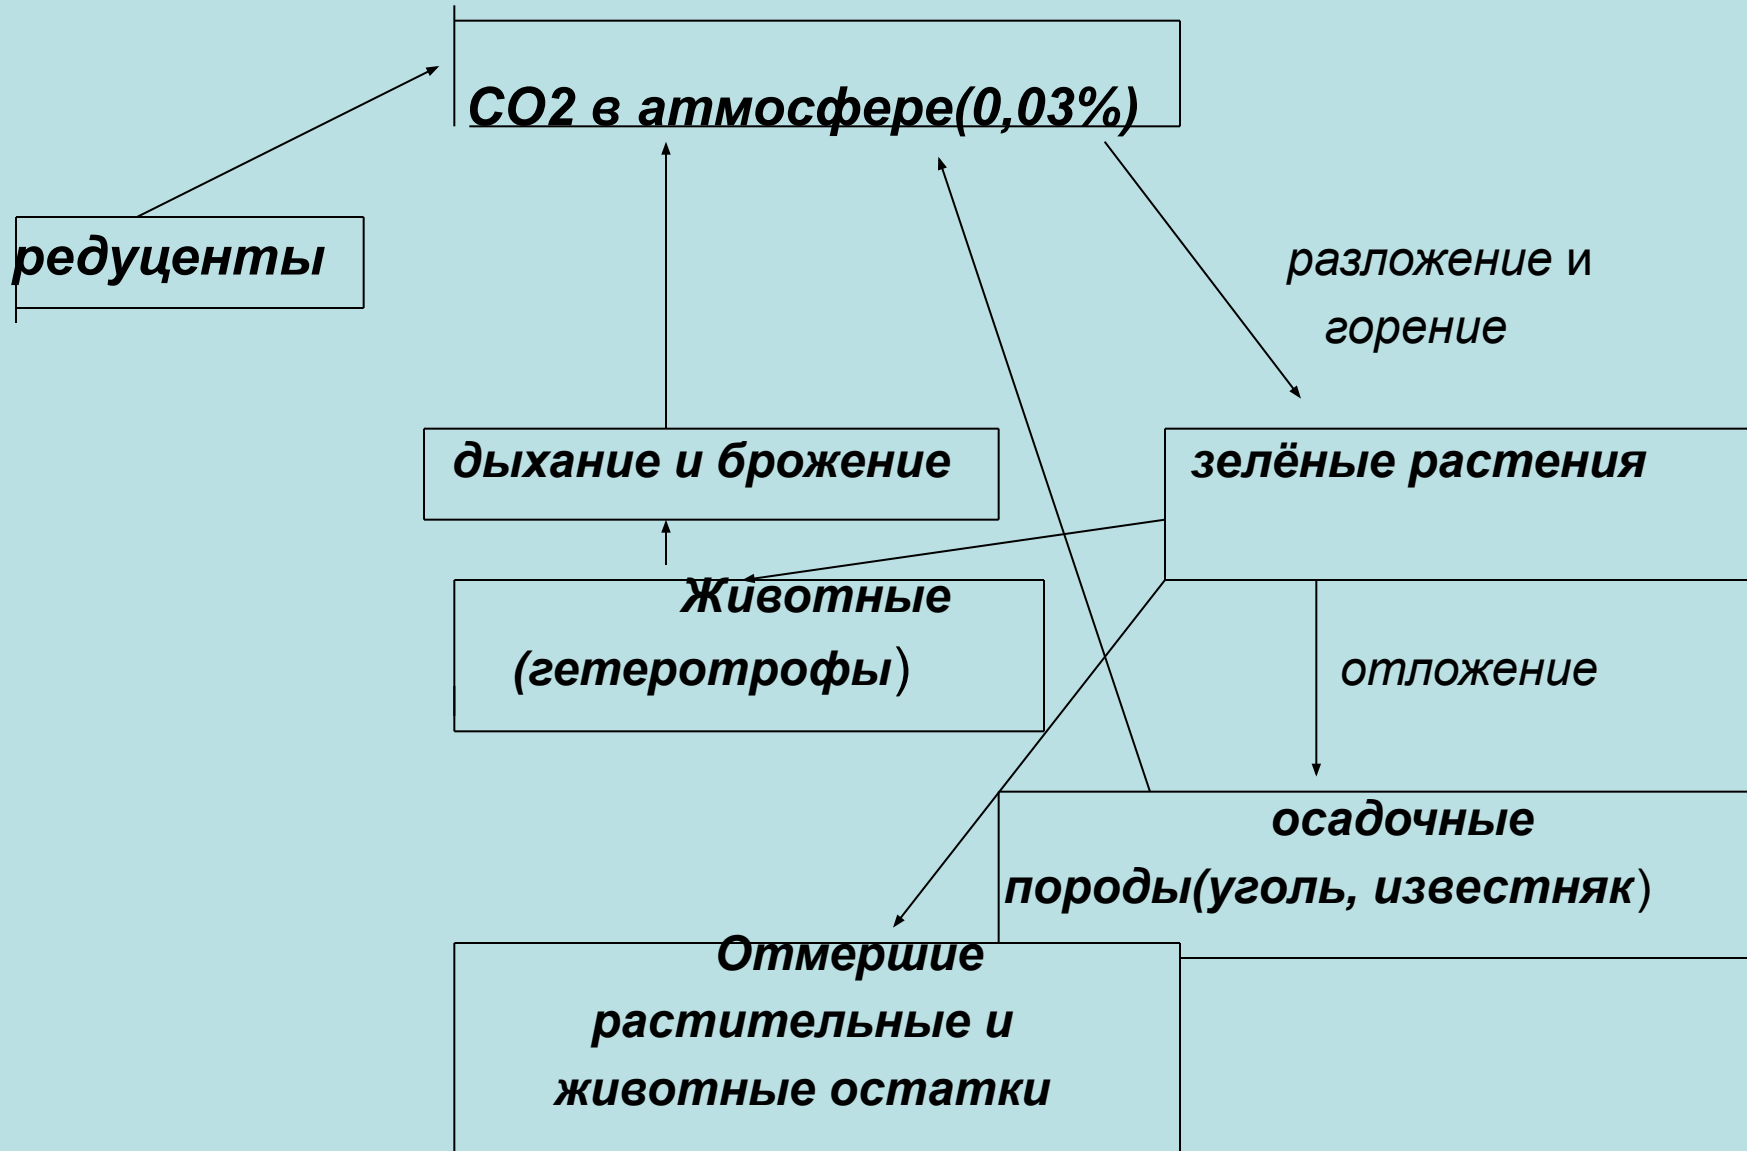 СО2 в атмосфере(0,03%)
редуценты
разложение и
горение
дыхание и брожение
зелёные растения
Животные
(гетеротрофы)
отложение
осадочные
породы(уголь, известняк)
Отмершие
растительные и
животные остатки